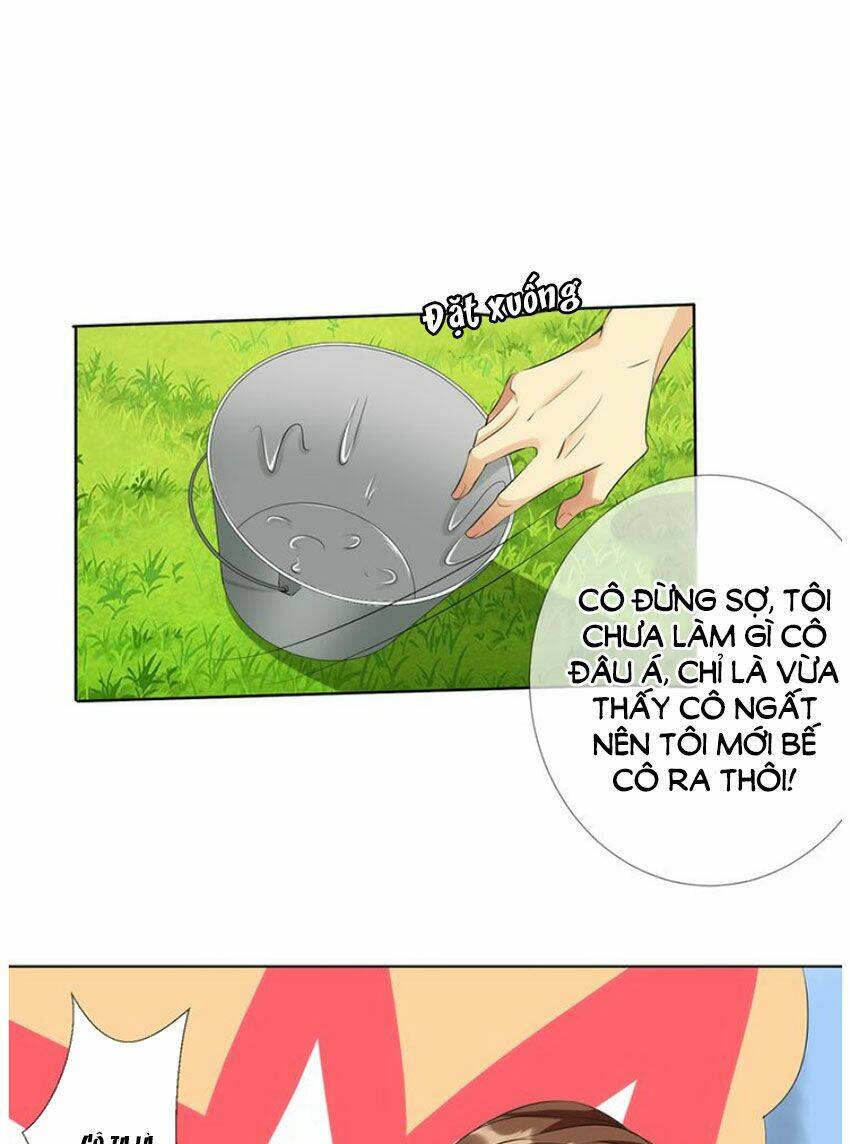 Đặt xuống
CÔ ĐỪNG SỢ, TÔI
CHƯA LÀM GÌ CÔ
ĐÂU Á, CHỈ LÀ VỪA
THẤY CÔ NGẤT
NÊN TÔI MỚI BẾ
CÔ RA THÔI!